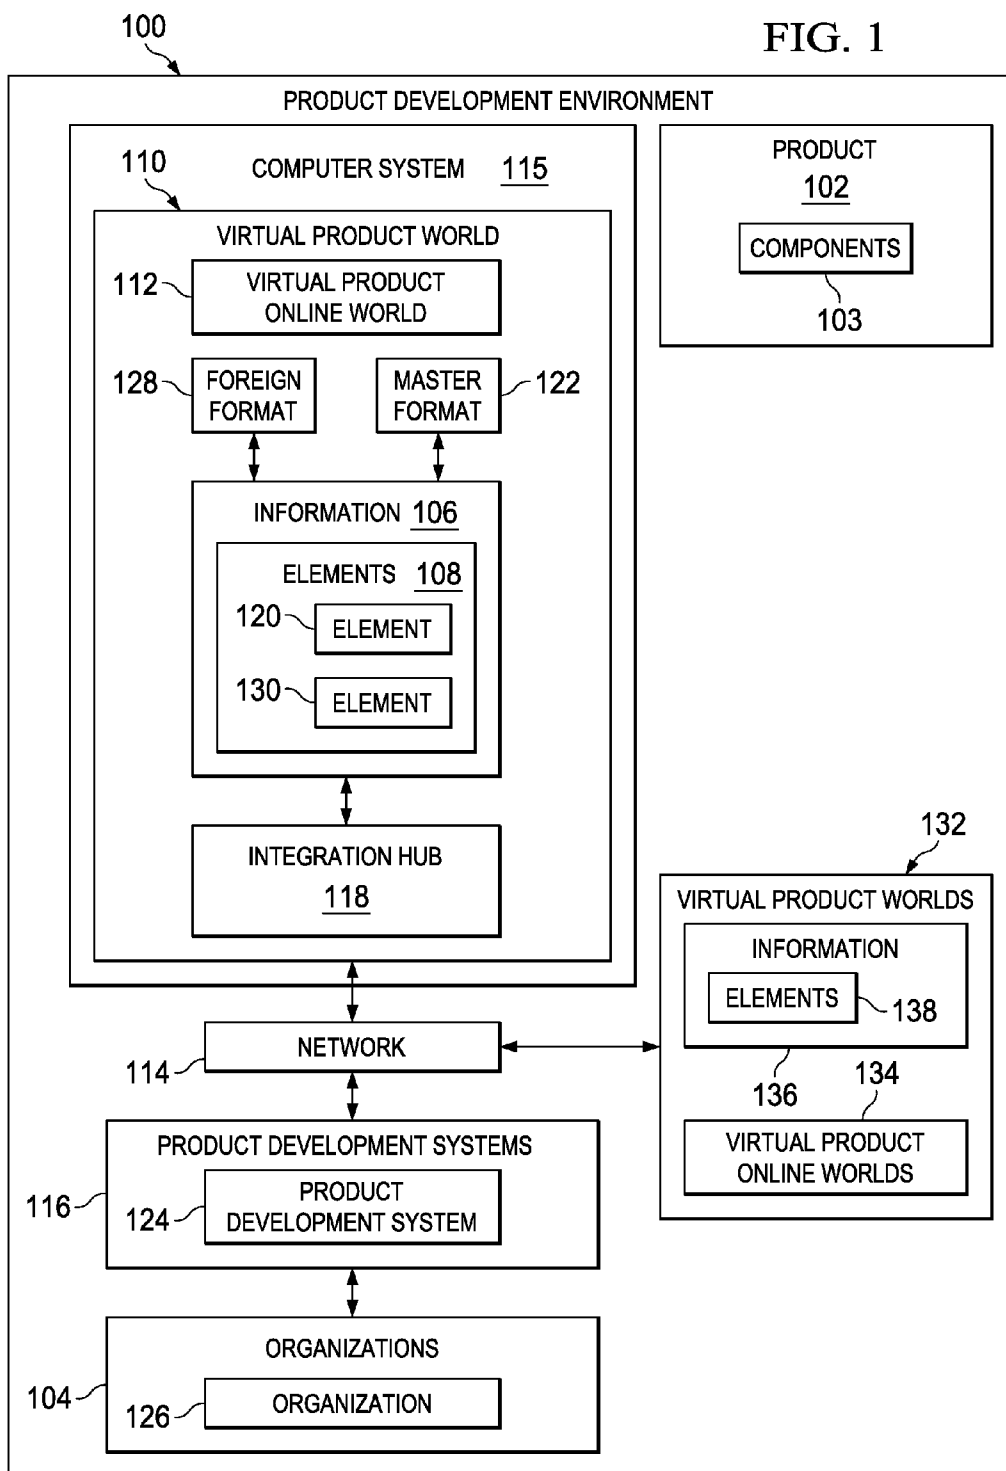 FIG. 1
100
PRODUCT DEVELOPMENT ENVIRONMENT
110
COMPUTER SYSTEM 115
VIRTUAL PRODUCT WORLD
112
VIRTUAL PRODUCT
ONLINE WORLD
128
FOREIGN
FORMAT
MASTER
FORMAT
122
INFORMATION 106
ELEMENTS 108
120
ELEMENT
130
ELEMENT
INTEGRATION HUB
118
PRODUCT
102
COMPONENTS
103
132
VIRTUAL PRODUCT WORLDS
INFORMATION
ELEMENTS
138
136
134
VIRTUAL PRODUCT
ONLINE WORLDS
NETWORK
114
PRODUCT DEVELOPMENT SYSTEMS
116
124
PRODUCT
DEVELOPMENT SYSTEM
ORGANIZATIONS
104
126
ORGANIZATION